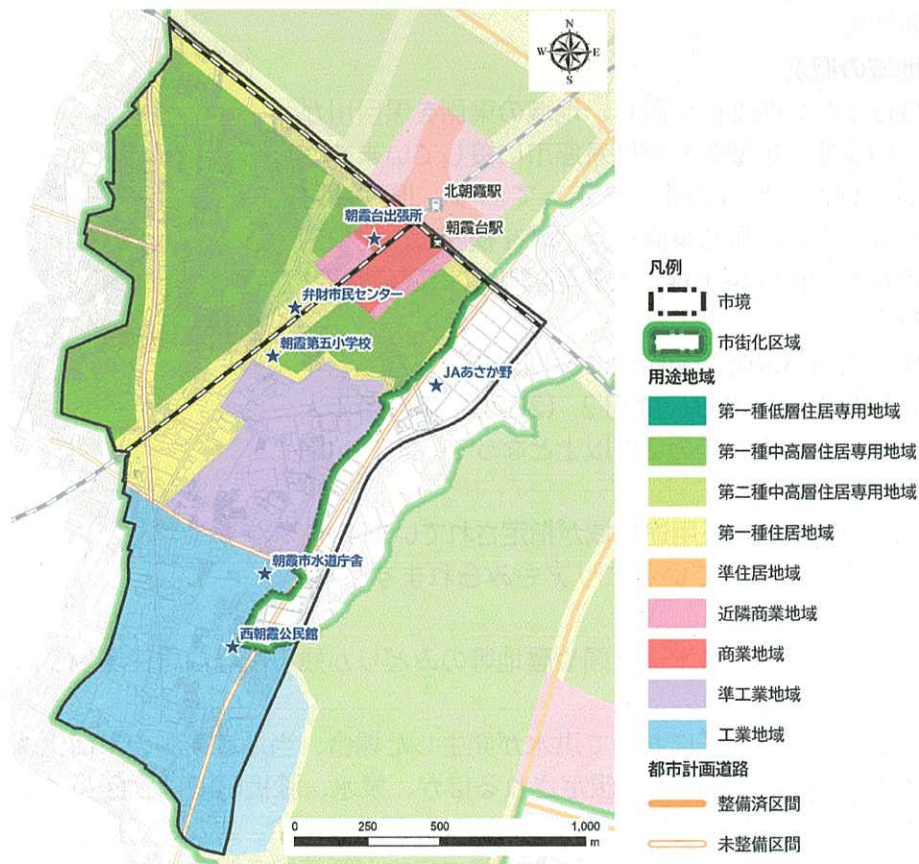 N
W
E
S
北朝霞駅
朝霞台出張所
朝霞台駅
弁財市民センター
朝霞第五小学校
JAあさか野
朝霞市水道庁舎
西朝霞公民館
0 250 500 1,000
m
凡例
市境
市街化区域
用途地域
第一種低層住居専用地域
第一種中高層住居専用地域
第二種中高層住居専用地域
第一種住居地域
準住居地域
近隣商業地域
商業地域
準工業地域
工業地域
都市計画道路
整備済区間
未整備区間